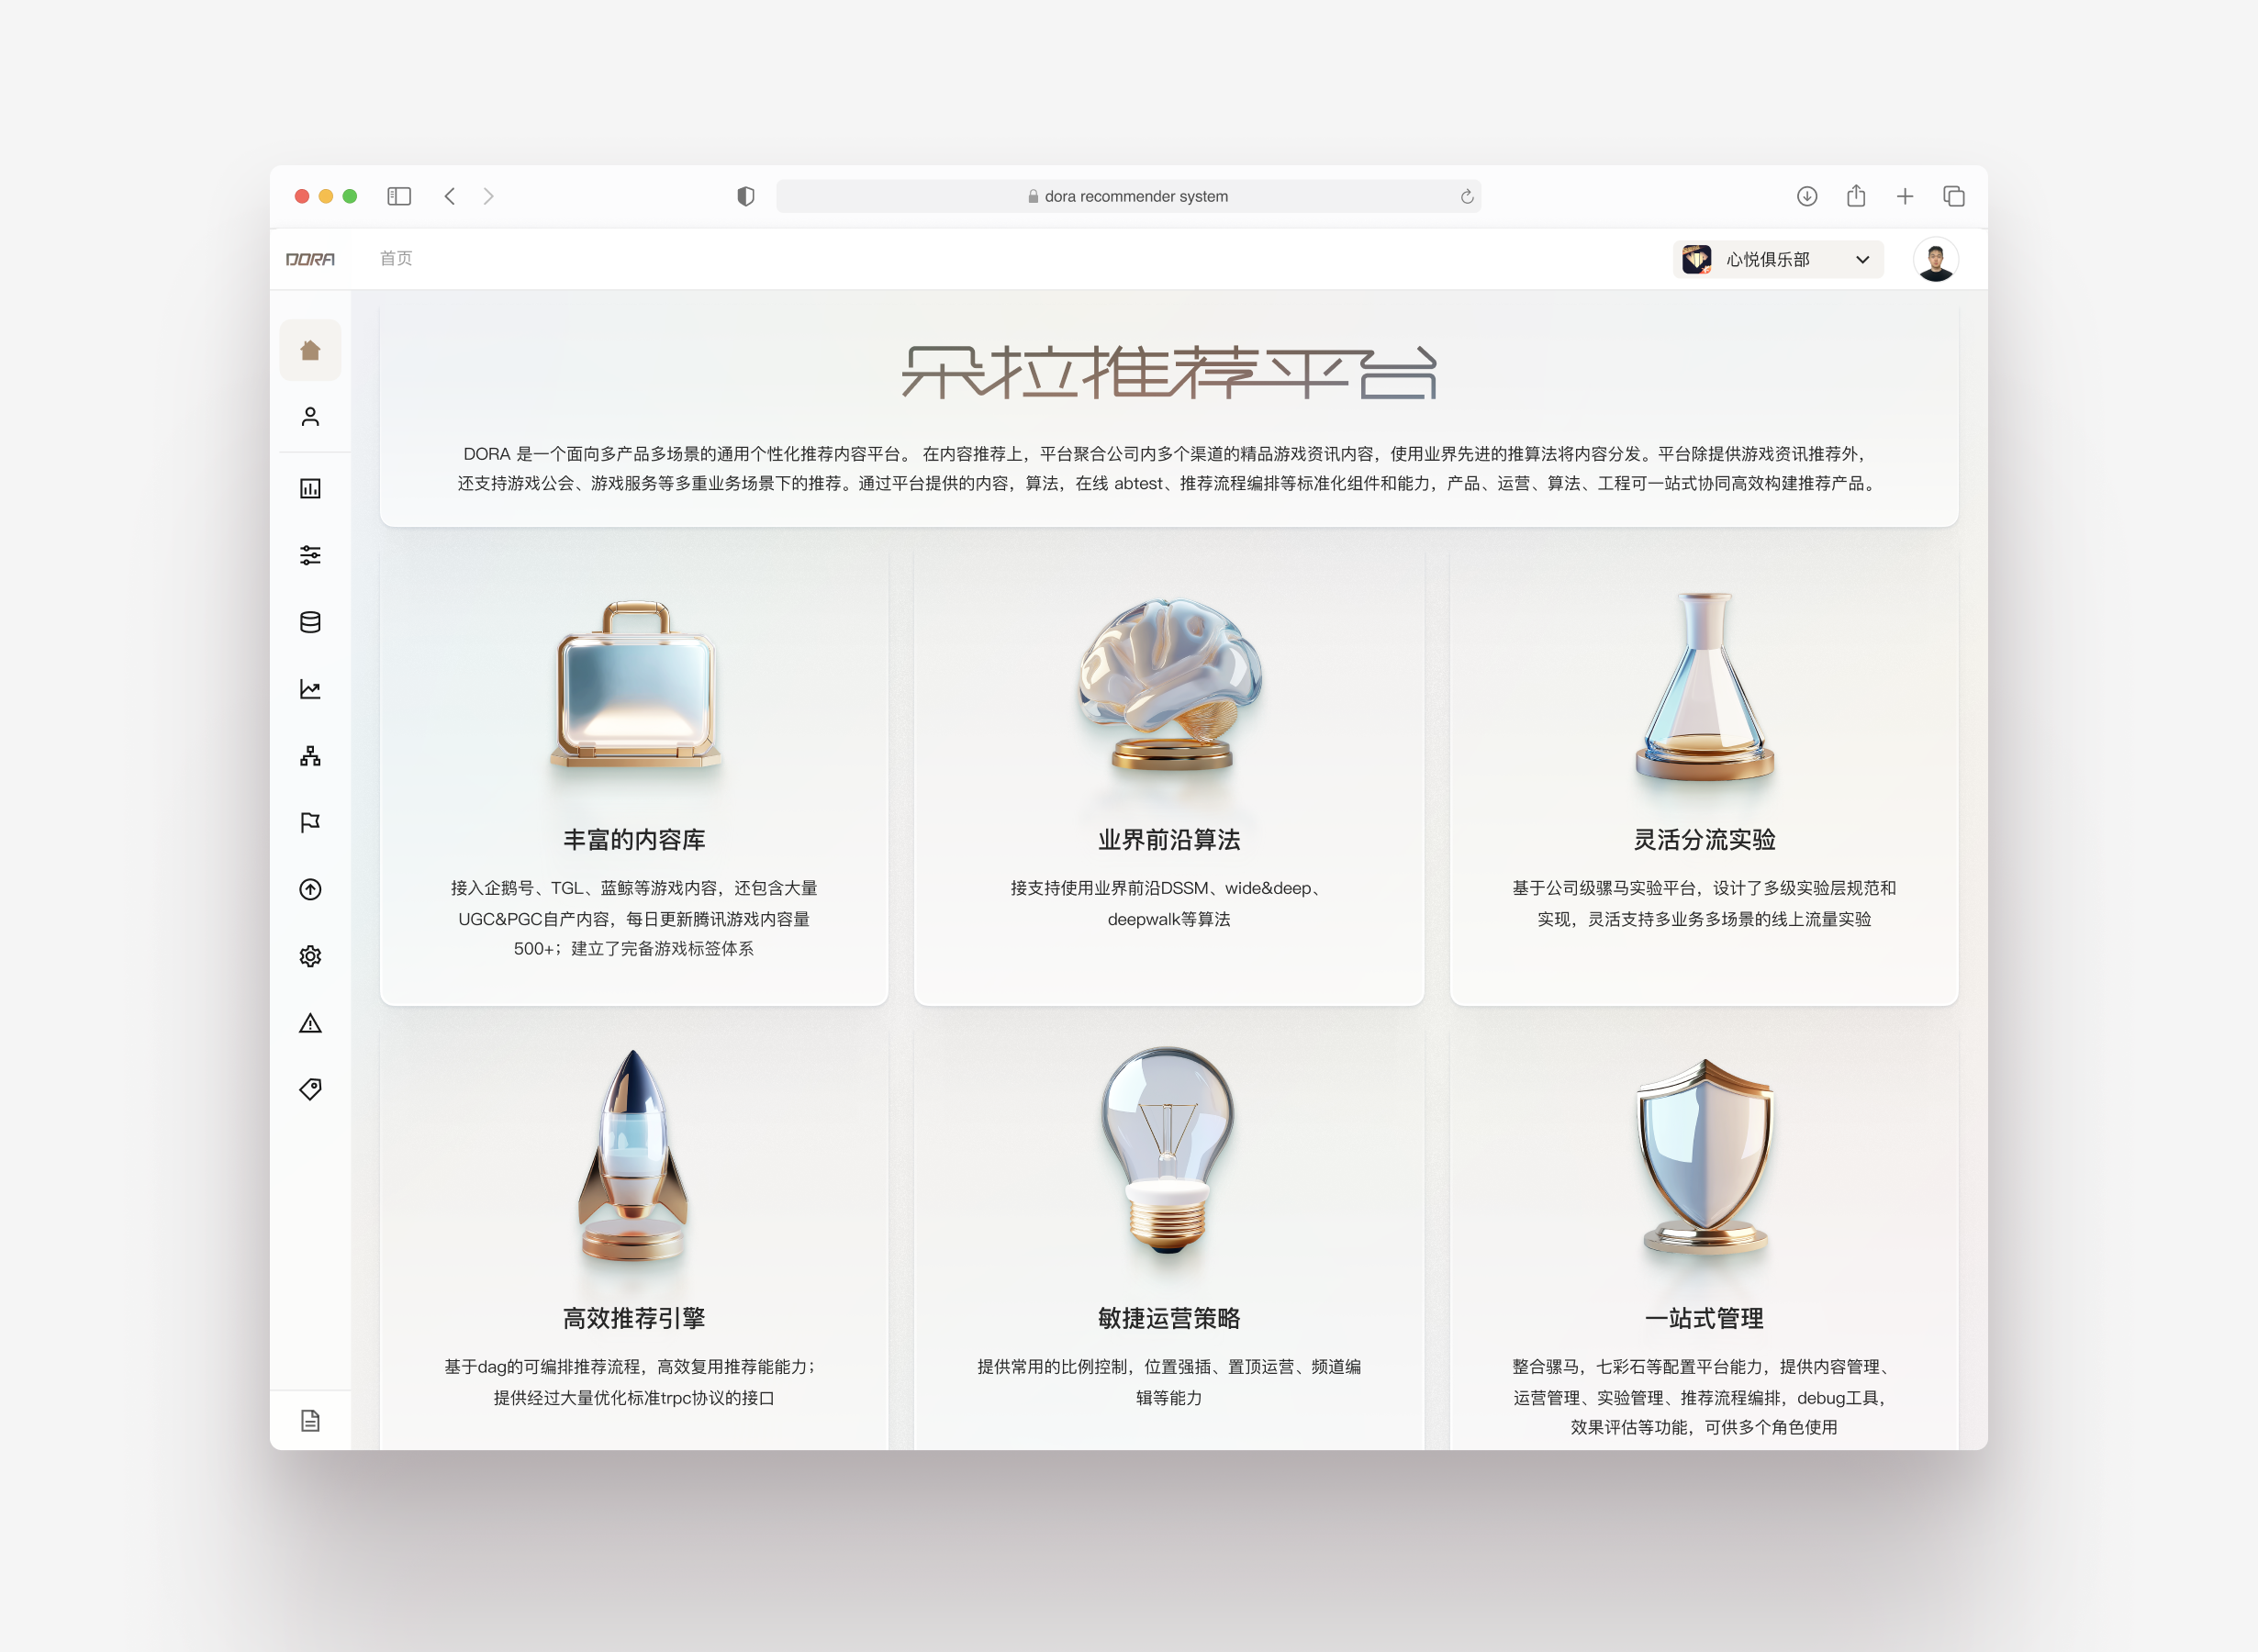 dora recommender system
DORA
首页
心悦俱乐部
朵拉推荐平台
DORA 是一个面向多产品多场景的通用个性化推荐内容平台。 在内容推荐上，平台聚合公司内多个渠道的精品游戏资讯内容，使用业界先进的推算法将内容分发。平台除提供游戏资讯推荐外，
还支持游戏公会、游戏服务等多重业务场景下的推荐。通过平台提供的内容，算法，在线 abtest、推荐流程编排等标准化组件和能力，产品、运营、算法、工程可一站式协同高效构建推荐产品。
丰富的内容库
接入企鹅号、TGL、蓝鲸等游戏内容，还包含大量
UGC&PGC自产内容，每日更新腾讯游戏内容量
500+；建立了完备游戏标签体系
业界前沿算法
接支持使用业界前沿DSSM、wide&deep、
deepwalk等算法
灵活分流实验
基于公司级骡马实验平台，设计了多级实验层规范和
实现，灵活支持多业务多场景的线上流量实验
高效推荐引擎
基于dag的可编排推荐流程，高效复用推荐能能力；
提供经过大量优化标准trpc协议的接口
敏捷运营策略
提供常用的比例控制，位置强插、置顶运营、频道编
辑等能力
一站式管理
整合骡马，七彩石等配置平台能力，提供内容管理、
运营管理、实验管理、推荐流程编排，debug工具，
效果评估等功能，可供多个角色使用